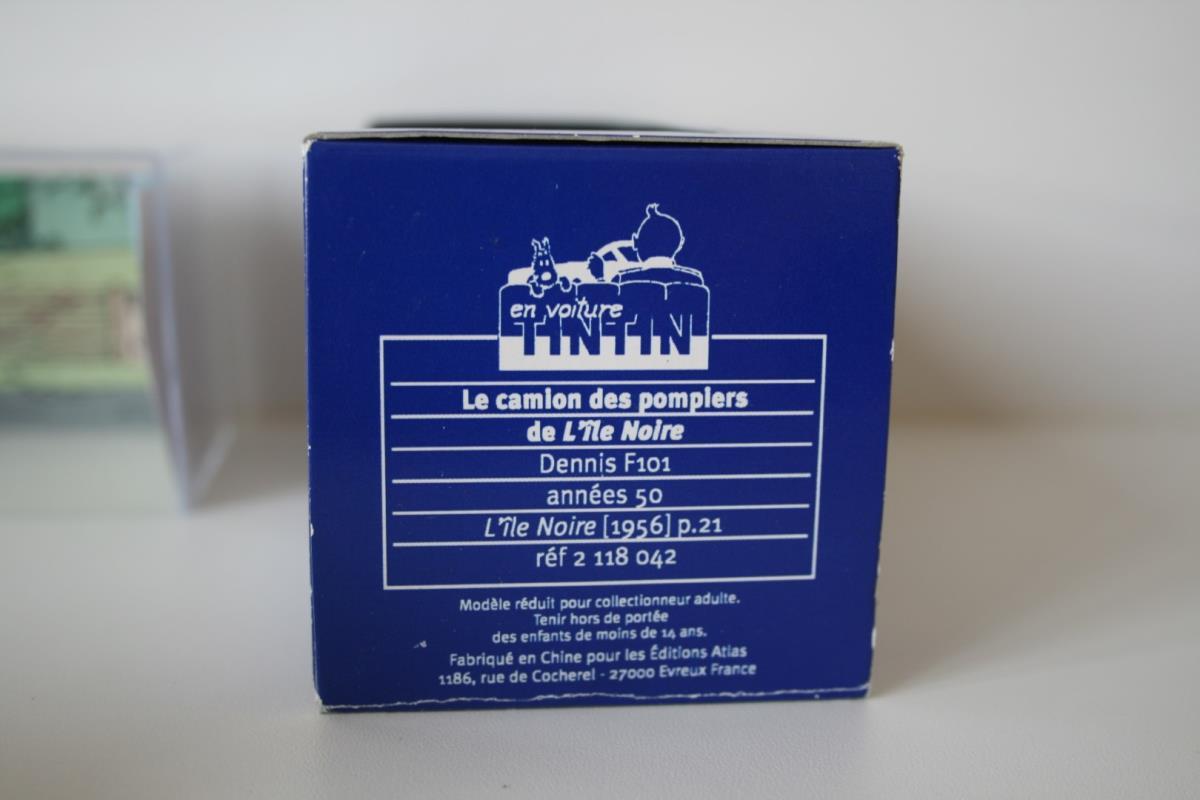 en voiture
TINTIN
Le camion des pompiers
de L'île Noire
Dennis F101
années 50
L'île Noire [1956] p.21
réf 2 118 042
Modèle réduit pour collectionneur adulte.
Tenir hors de portée
des enfants de moins de 14 ans.
Fabriqué en Chine pour les Éditions Atlas
1186, rue de Cocherel - 27000 Evreux France